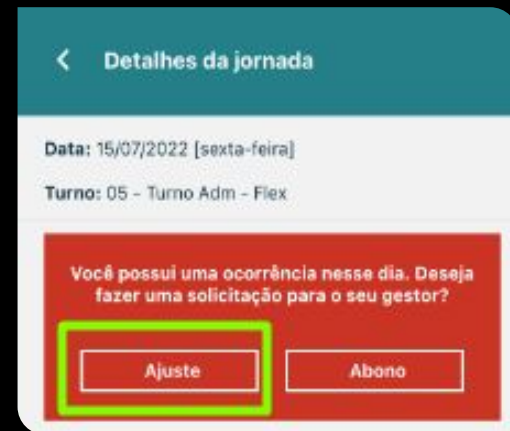 Detalhes da jornada
Data: 15/07/2022 [sexta-feira]
Turno: 05 - Turno Adm - Flex
Você possui uma ocorrência nesse dia. Deseja
fazer uma solicitação para o seu gestor?
Ajuste Abono